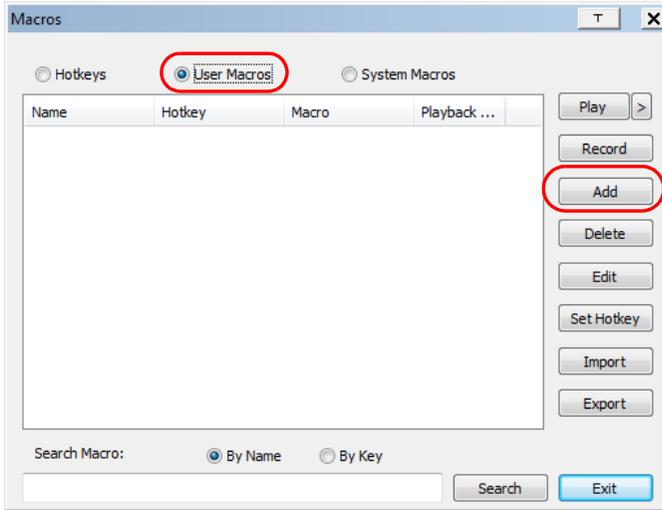 Macros T X
Hotkeys User Macros System Macros
Name Hotkey Macro Playback ...
Play >
Record
Add
Delete
Edit
Set Hotkey
Import
Export
Search Macro: By Name By Key
Search Exit